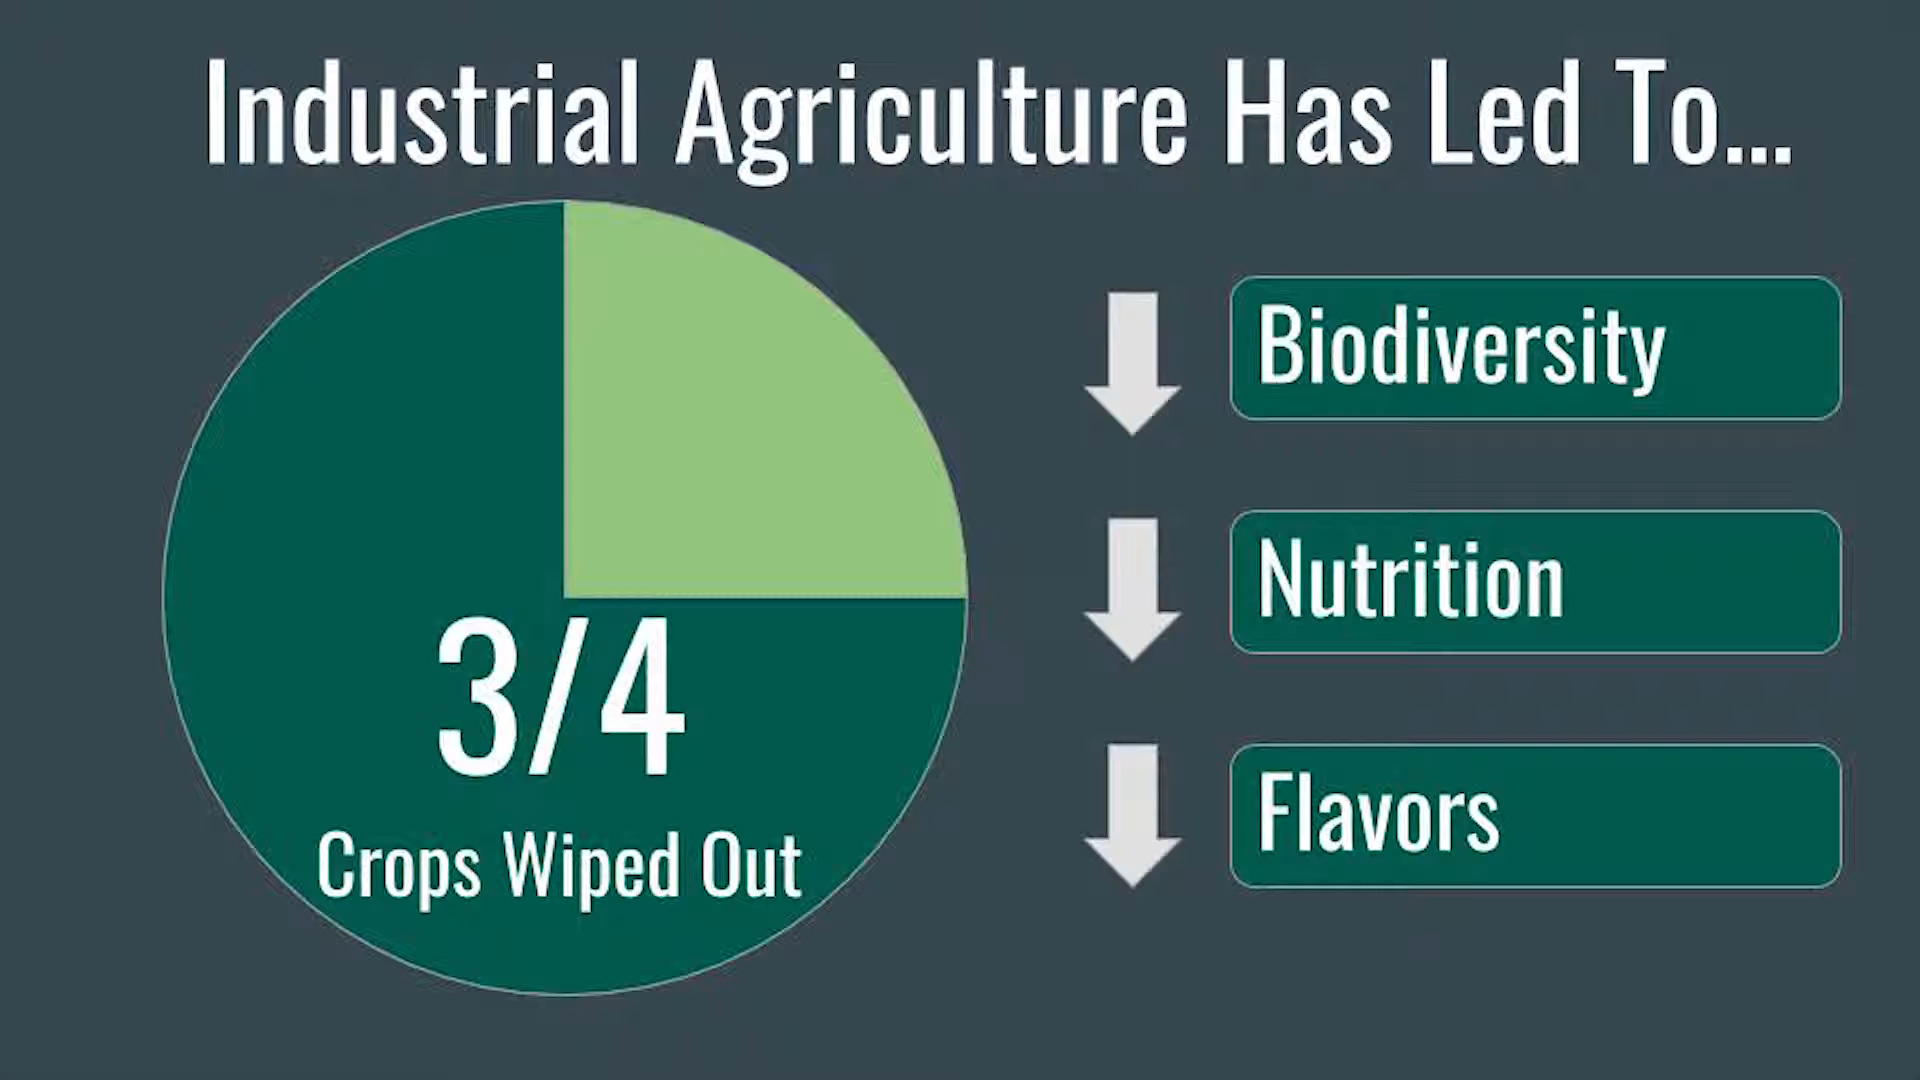 Industrial Agriculture Has Led To...
3/4
Crops Wiped Out
Biodiversity
Nutrition
Flavors